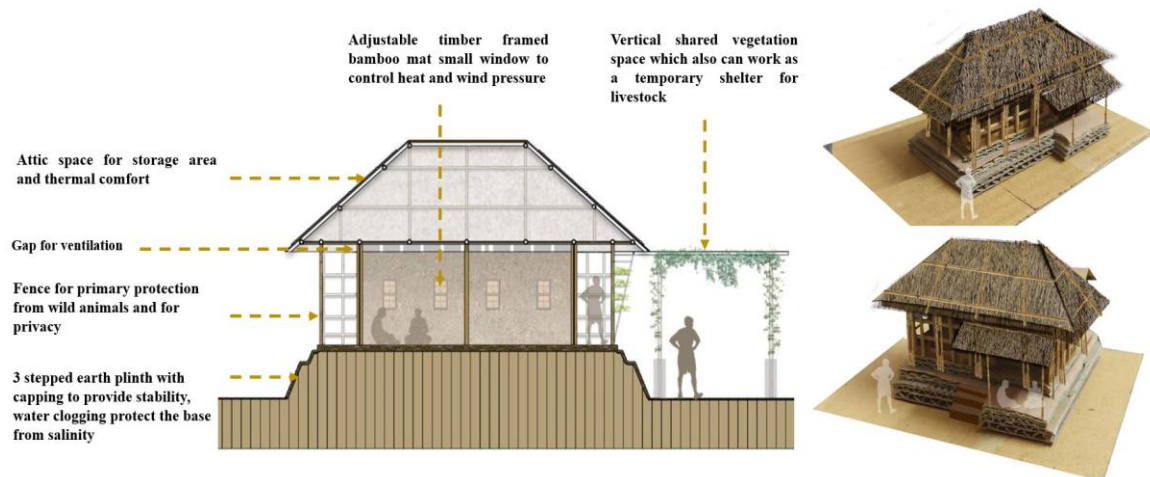 Adjustable timber framed
bamboo mat small window to
control heat and wind pressure
Vertical shared vegetation
space which also can work as
a temporary shelter for
livestock
Attic space for storage area
and thermal comfort
Gap for ventilation
Fence for primary protection
from wild animals and for
privacy
3 stepped earth plinth with
capping to provide stability,
water clogging protect the base
from salinity